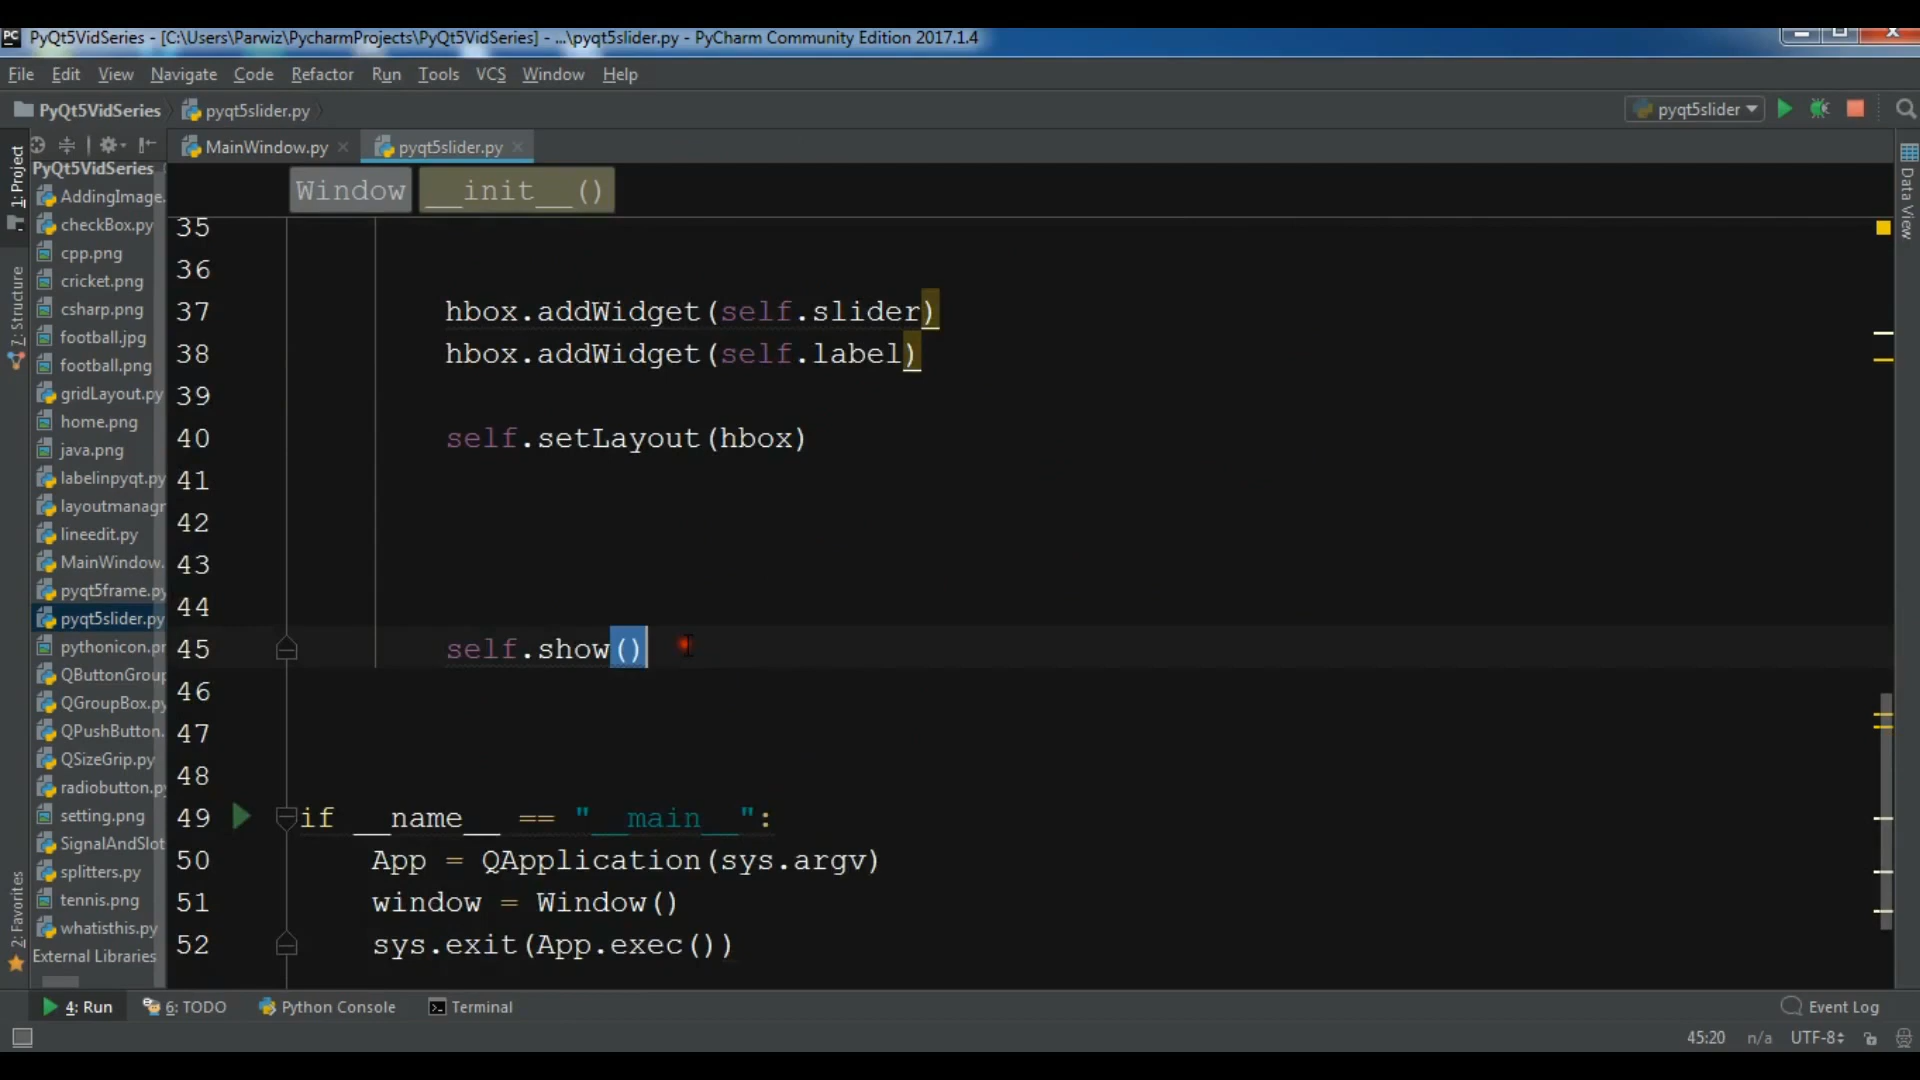 PC PyQt5VidSeries - [C:\Users\Parwiz\PycharmProjects\PyQt5VidSeries] - ...\pyqt5slider.py - PyCharm Community Edition 2017.1.4
File Edit View Navigate Code Refactor Run Tools VCS Window Help
PyQt5VidSeries pyqt5slider.py pyqt5slider
MainWindow.py pyqt5slider.py
Window __init__()
1: Project
7: Structure
2: Favorites
PyQt5VidSeries
AddingImage.
checkBox.py
cpp.png
cricket.png
csharp.png
football.jpg
football.png
gridLayout.py
home.png
java.png
labelinpyqt.py
layoutmanagr
lineedit.py
MainWindow.
pyqt5frame.py
pyqt5slider.py
pythonicon.pr
QButtonGroup
QGroupBox.py
QPushButton.
QSizeGrip.py
radiobutton.py
setting.png
SignalAndSlot
splitters.py
tennis.png
whatisthis.py
External Libraries
35
36
37 hbox.addWidget(self.slider)
38 hbox.addWidget(self.label)
39
40 self.setLayout(hbox)
41
42
43
44
45 self.show()
46
47
48
49 if __name__ == "__main__":
50 App = QApplication(sys.argv)
51 window = Window()
52 sys.exit(App.exec())
Data View
4: Run 6: TODO Python Console Terminal Event Log
45:20 n/a UTF-8